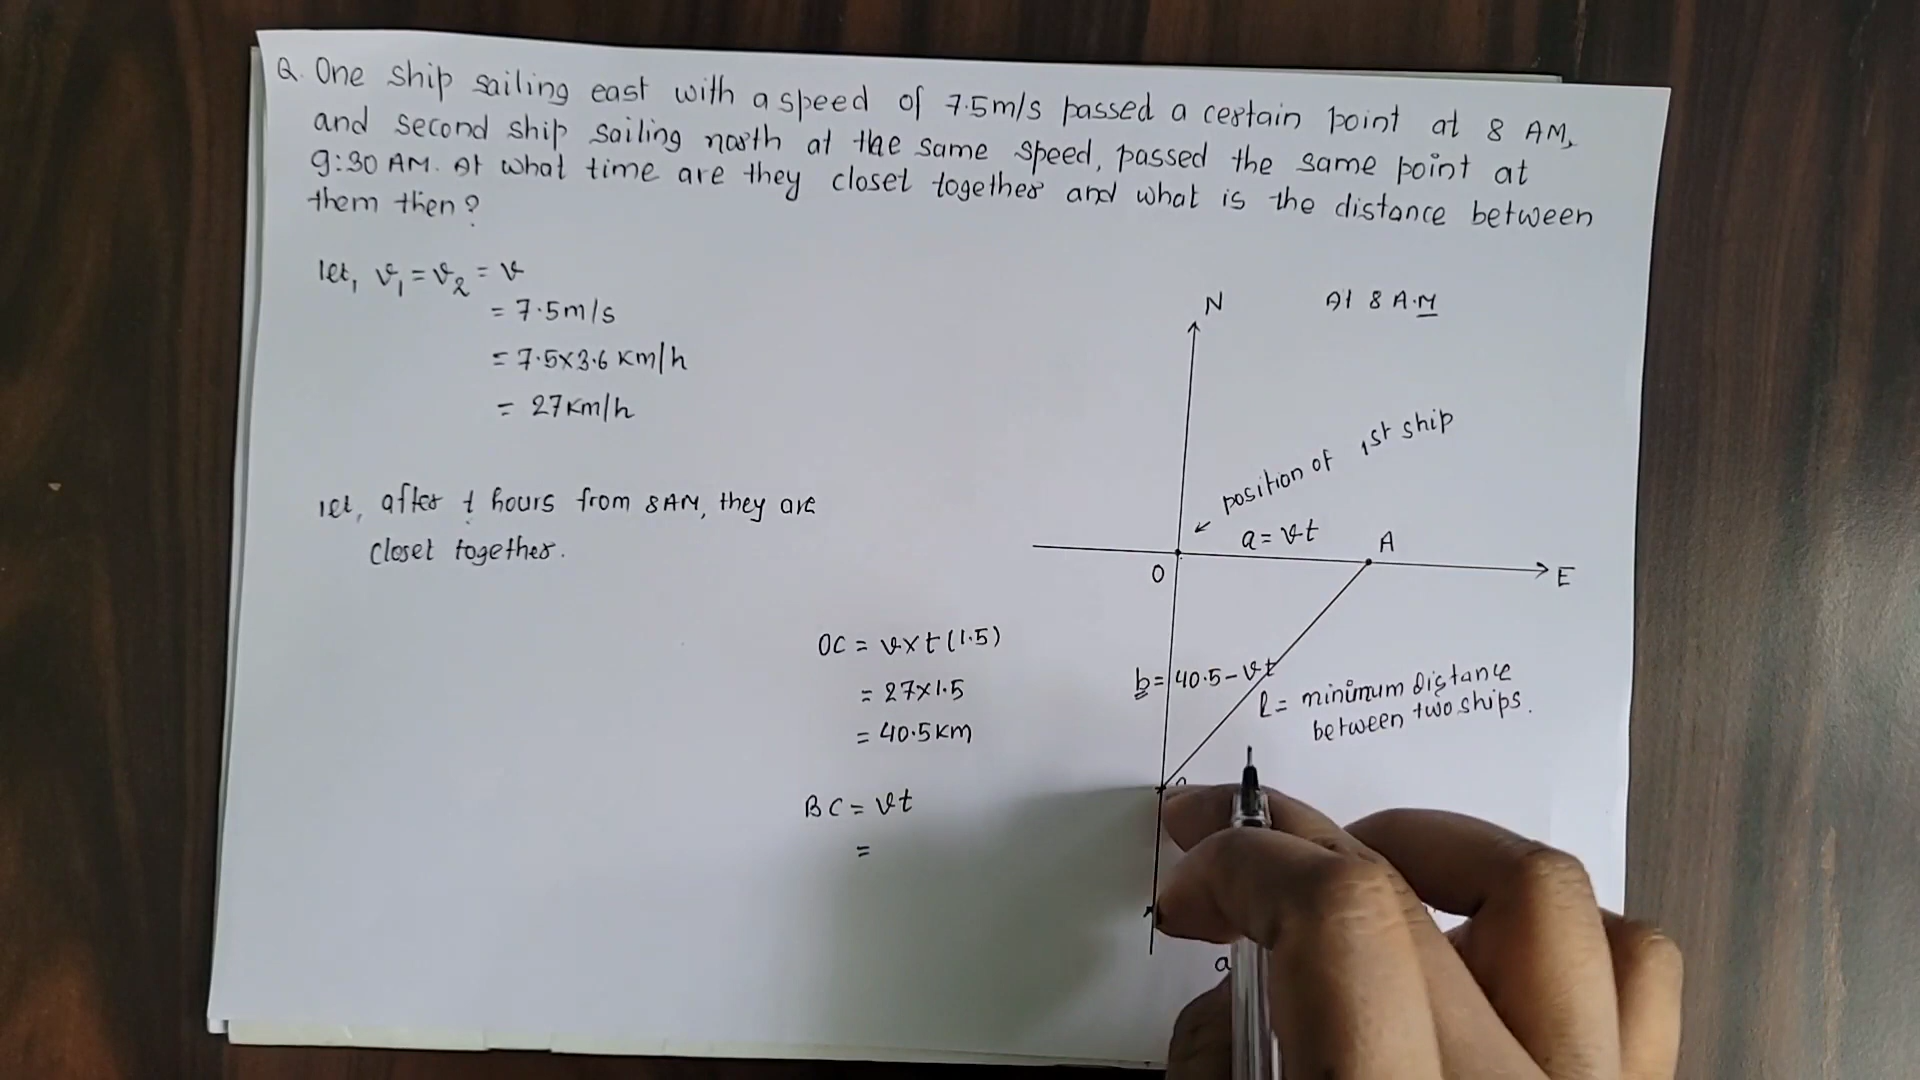 Q. One ship sailing east with a speed of 7.5m/s passed a certain point at 8 AM,
and second ship sailing north at the same speed, passed the same point at
9:30 AM. At what time are they closet together and what is the distance between
them then?
let, v₁ = v₂ = v
= 7.5m/s
= 7.5×3.6 Km/h
= 27Km/h
let, after t hours from 8AM, they are
closet together.
N
At 8 A.M
position of 1st ship
a = vt
A
O
E
OC = v×t(1.5)
= 27×1.5
= 40.5Km
b = 40.5 - vt
l = minimum distance
between two ships.
BC = vt
=
a